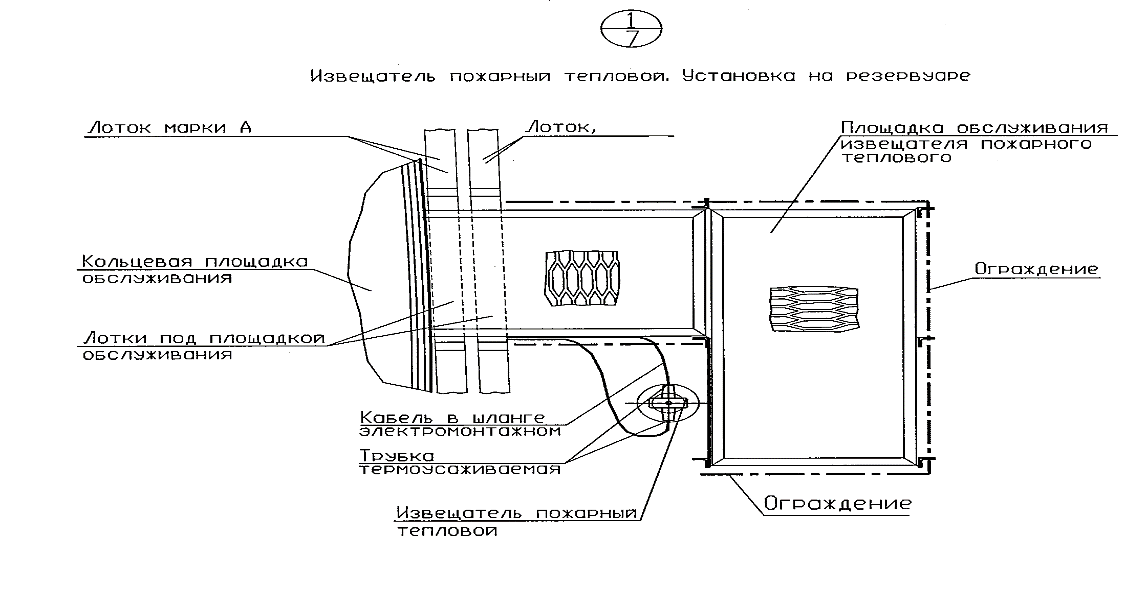 1
7
Извещатель пожарный тепловой. Установка на резервуаре
Лоток марки А
Лоток,
Площадка обслуживания
извещателя пожарного
теплового
Кольцевая площадка
обслуживания
Ограждение
Лотки под площадкой
обслуживания
Кабель в шланге
электромонтажном
Трубка
термоусаживаемая
Извещатель пожарный
тепловой
Ограждение